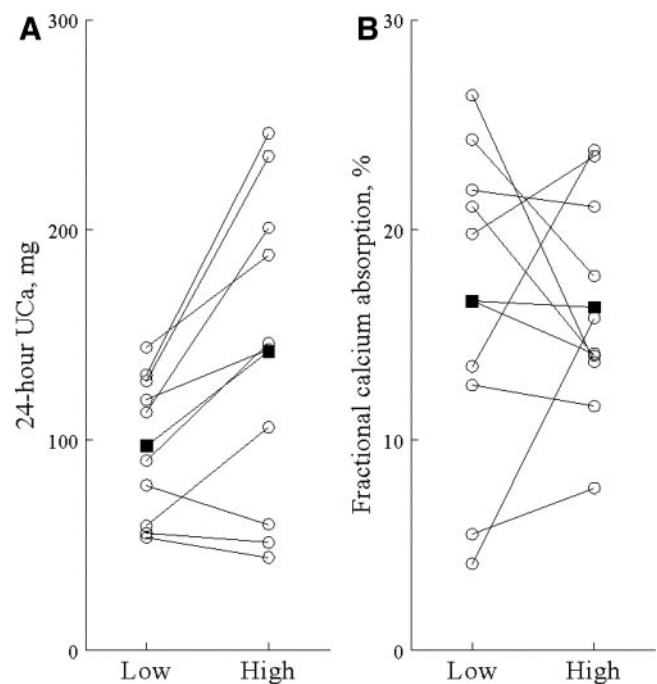 A
24-hour UCa, mg
300
200
100
0
Low High
B
Fractional calcium absorption, %
30
20
10
0
Low High